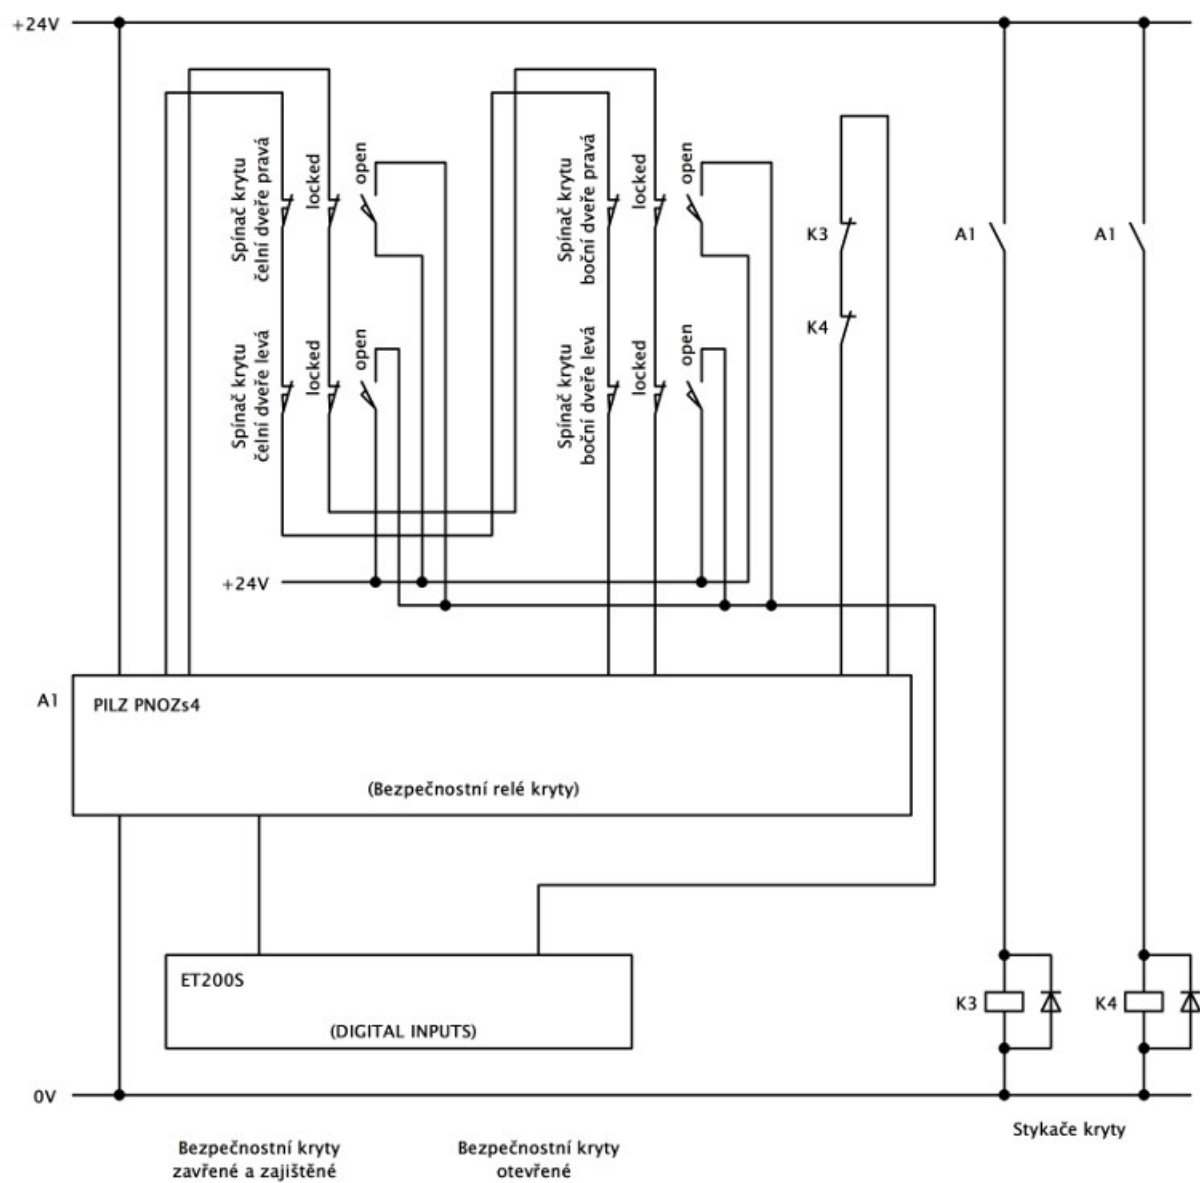 +24V
Spínač krytu
čelní dveře pravá
locked
open
Spínač krytu
boční dveře pravá
locked
open
K3
A1
A1
K4
Spínač krytu
čelní dveře levá
locked
open
Spínač krytu
boční dveře levá
locked
open
+24V
A1
PILZ PNOZs4
(Bezpečnostní relé kryty)
ET200S
(DIGITAL INPUTS)
K3
K4
0V
Bezpečnostní kryty
zavřené a zajištěné
Bezpečnostní kryty
otevřené
Stykače kryty